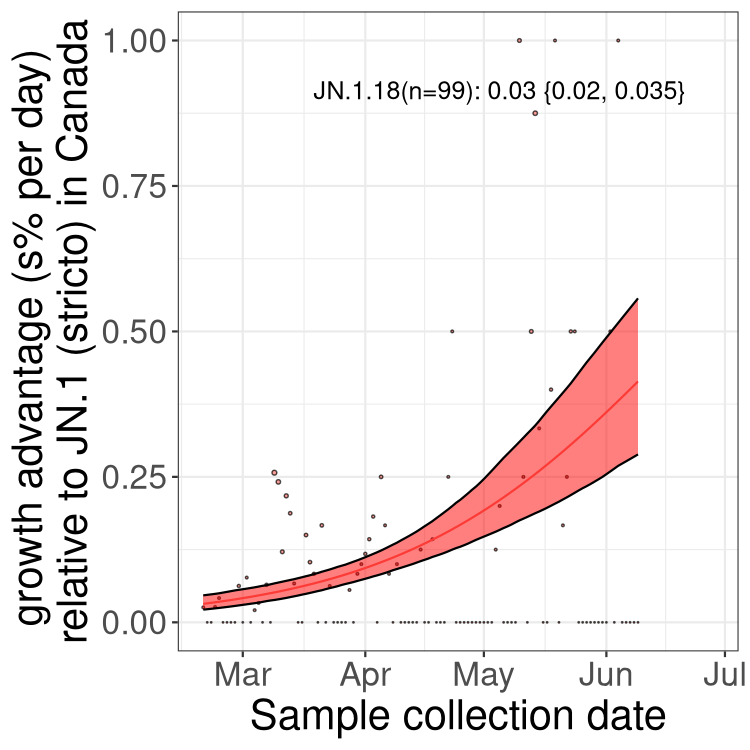 growth advantage (s% per day)
relative to JN.1 (stricto) in Canada
1.00
0.75
0.50
0.25
0.00
JN.1.18(n=99): 0.03 {0.02, 0.035}
Mar Apr May Jun Jul
Sample collection date